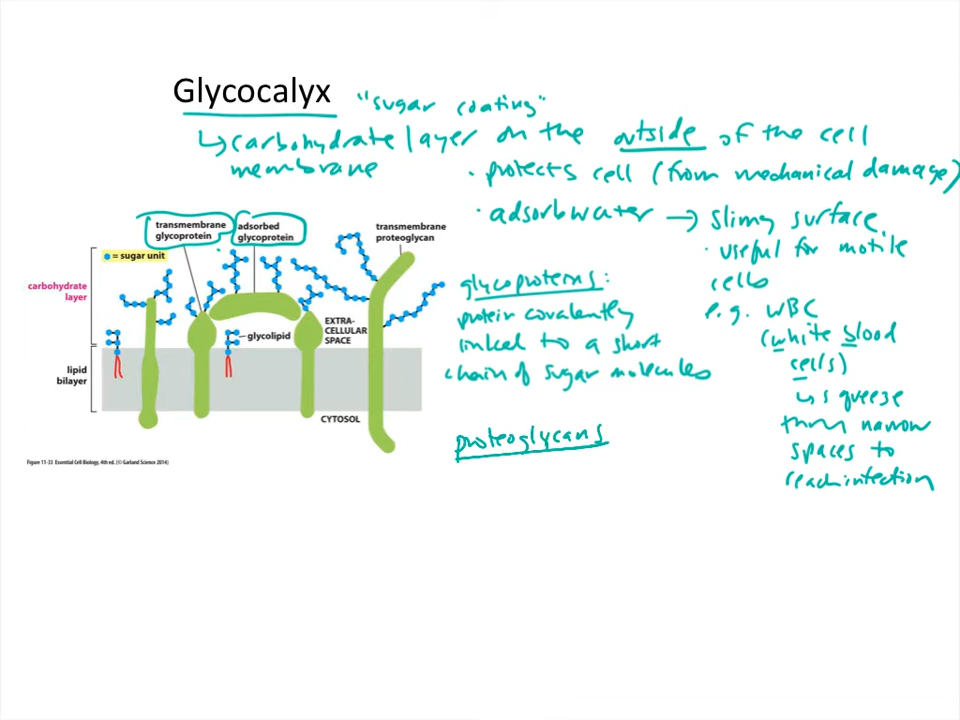 Glycocalyx "sugar coating"
↳ carbohydrate layer on the outside of the cell
membrane
• protects cell (from mechanical damage)
• adsorb water → slimy surface
• useful for motile
cells
e.g. WBC
(white blood
cells)
↳ squeeze
thru narrow
spaces to
reach infection
glycoproteins:
protein covalently
linked to a short
chain of sugar molecules
proteoglycans
transmembrane
glycoprotein
adsorbed
glycoprotein
transmembrane
proteoglycan
= sugar unit
carbohydrate
layer
EXTRA-
CELLULAR
SPACE
glycolipid
lipid
bilayer
CYTOSOL
Figure 11-33 Essential Cell Biology, 4th ed. (© Garland Science 2014)